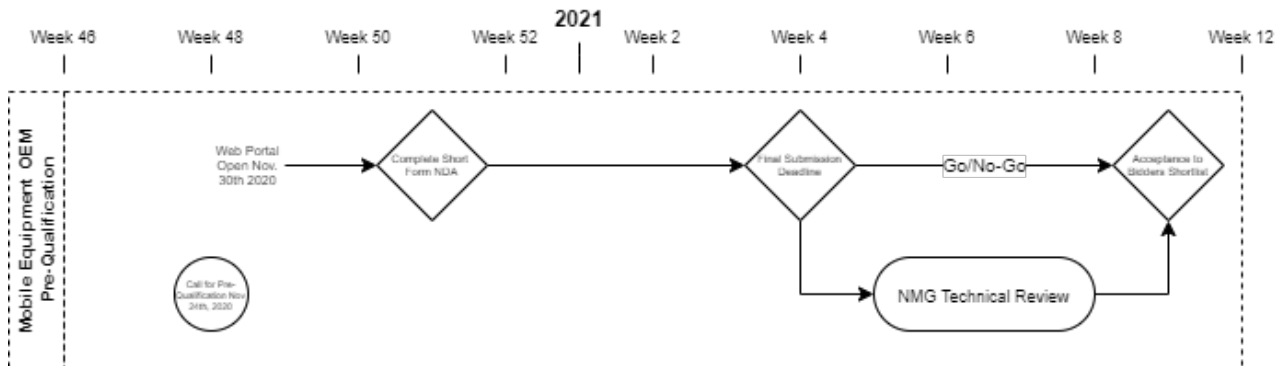 2021
Week 46 Week 48 Week 50 Week 52 Week 2 Week 4 Week 6 Week 8 Week 12
Mobile Equipment OEM
Pre-Qualification
Web Portal
Open Nov.
30th 2020
Complete Short
Form NDA
Final Submission
Deadline
Go/No-Go
Acceptance to
Bidders Shortlist
Call for Pre-
Qualification Nov
24th, 2020
NMG Technical Review